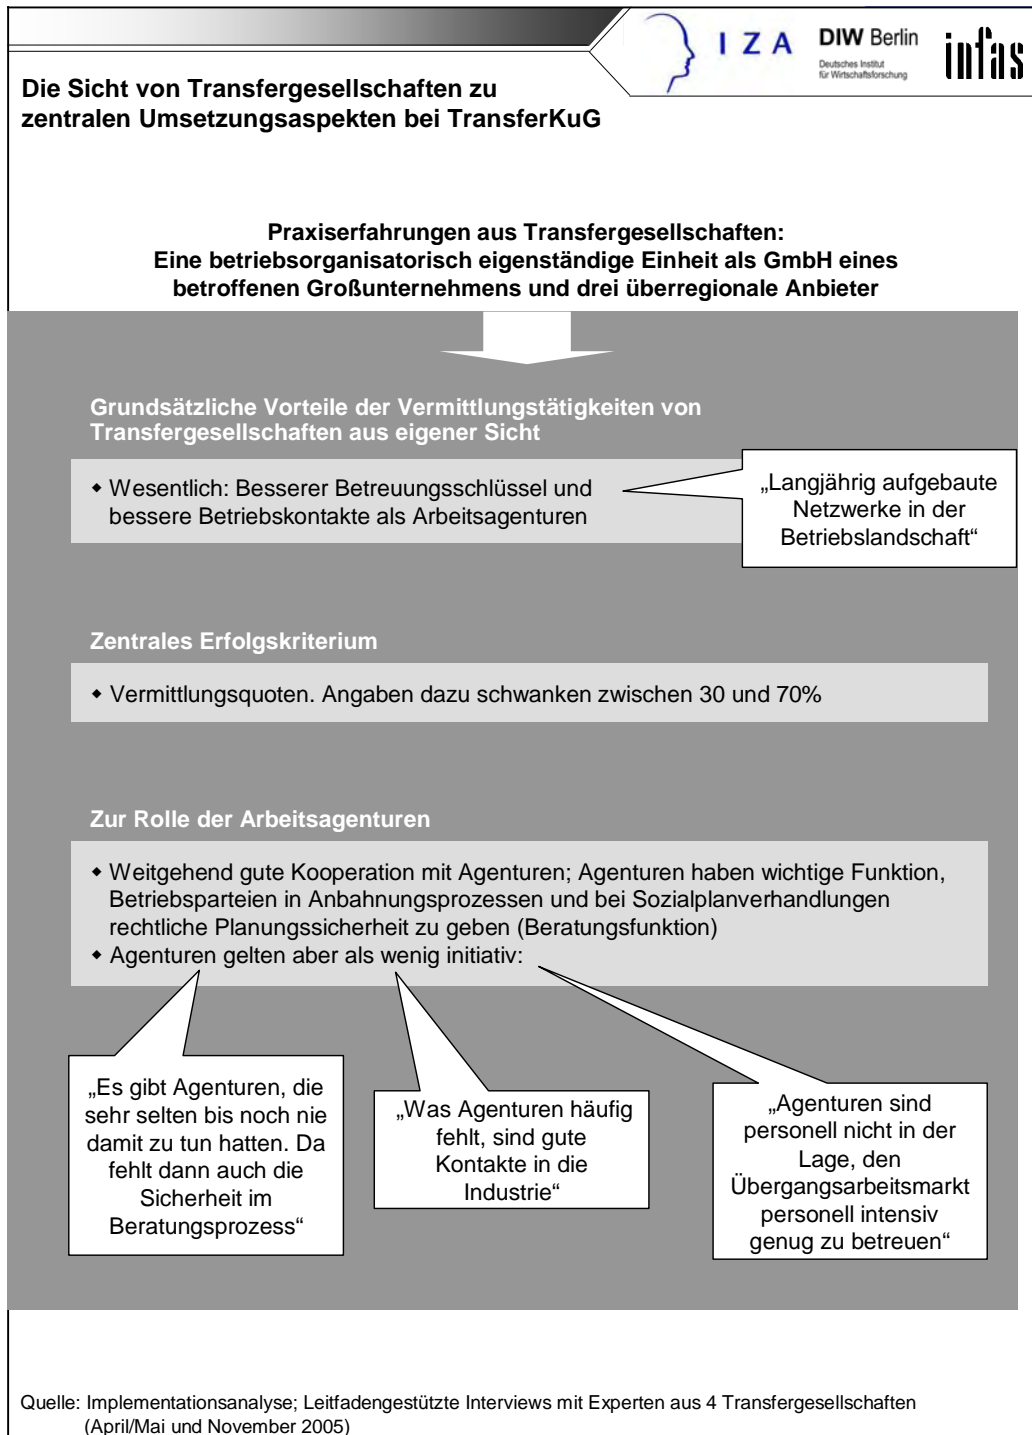 I Z A
DIW Berlin
Deutsches Institut
für Wirtschaftsforschung
infas
Die Sicht von Transfergesellschaften zu
zentralen Umsetzungsaspekten bei TransferKuG
Praxiserfahrungen aus Transfergesellschaften:
Eine betriebsorganisatorisch eigenständige Einheit als GmbH eines
betroffenen Großunternehmens und drei überregionale Anbieter
Grundsätzliche Vorteile der Vermittlungstätigkeiten von
Transfergesellschaften aus eigener Sicht
◆ Wesentlich: Besserer Betreuungsschlüssel und
bessere Betriebskontakte als Arbeitsagenturen
„Langjährig aufgebaute
Netzwerke in der
Betriebslandschaft“
Zentrales Erfolgskriterium
◆ Vermittlungsquoten. Angaben dazu schwanken zwischen 30 und 70%
Zur Rolle der Arbeitsagenturen
◆ Weitgehend gute Kooperation mit Agenturen; Agenturen haben wichtige Funktion,
Betriebsparteien in Anbahnungsprozessen und bei Sozialplanverhandlungen
rechtliche Planungssicherheit zu geben (Beratungsfunktion)
◆ Agenturen gelten aber als wenig initiativ:
„Es gibt Agenturen, die
sehr selten bis noch nie
damit zu tun hatten. Da
fehlt dann auch die
Sicherheit im
Beratungsprozess“
„Was Agenturen häufig
fehlt, sind gute
Kontakte in die
Industrie“
„Agenturen sind
personell nicht in der
Lage, den
Übergangsarbeitsmarkt
personell intensiv
genug zu betreuen“
Quelle: Implementationsanalyse; Leitfadengestützte Interviews mit Experten aus 4 Transfergesellschaften
(April/Mai und November 2005)